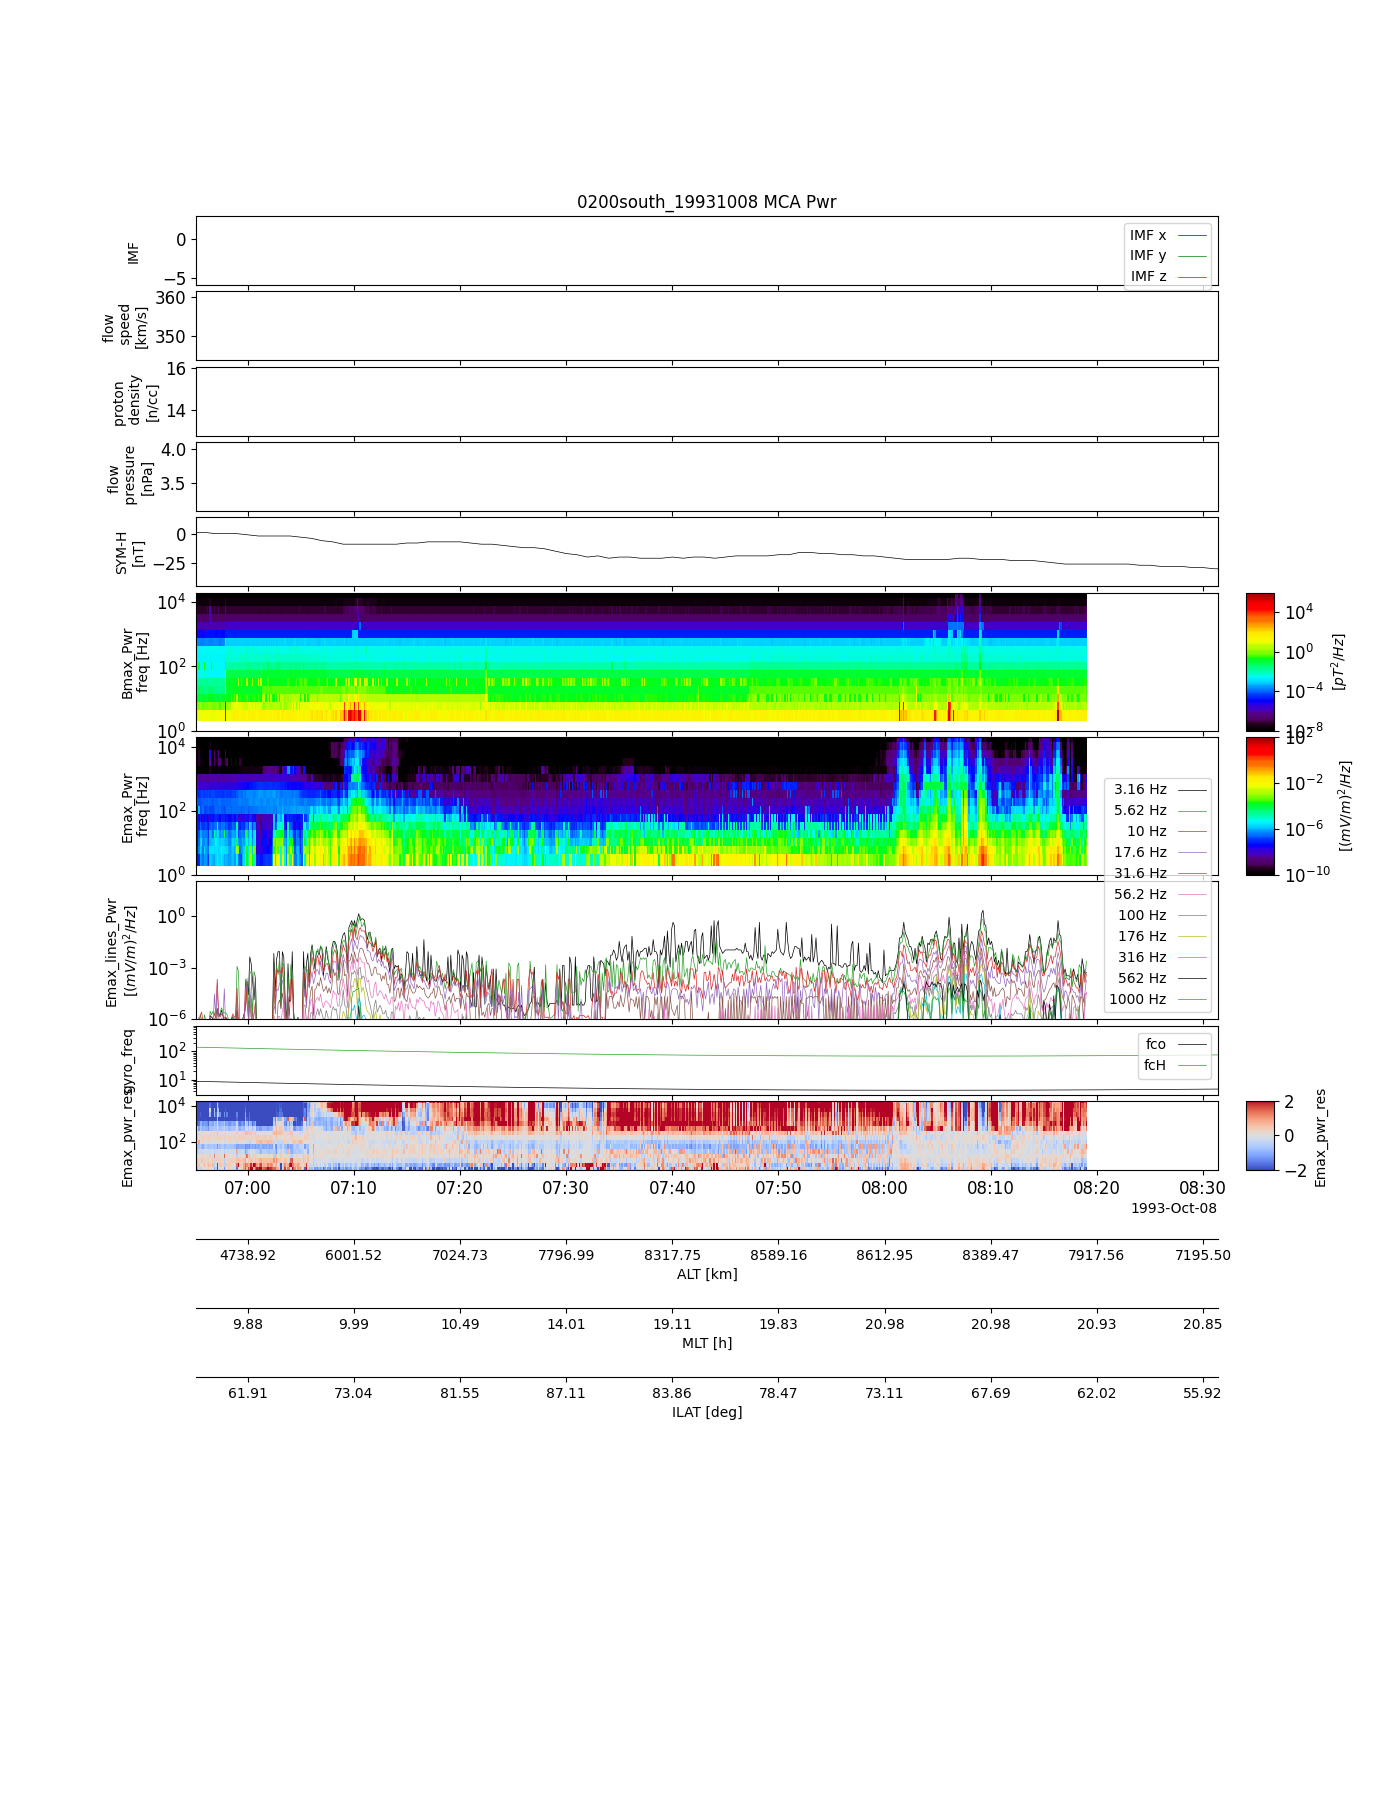 0200south_19931008 MCA Pwr
IMF
0
−5
IMF x
IMF y
IMF z
flow
speed
[km/s]
360
350
proton
density
[n/cc]
16
14
flow
pressure
[nPa]
4.0
3.5
SYM-H
[nT]
0
−25
Bmax_Pwr
freq [Hz]
10^4
10^2
10^0
10^4
10^0
10^−4
10^−8
[pT^2/Hz]
Emax_Pwr
freq [Hz]
10^4
10^2
10^0
10^2
10^−2
10^−6
10^−10
[(mV/m)^2/Hz]
3.16 Hz
5.62 Hz
10 Hz
17.6 Hz
31.6 Hz
56.2 Hz
100 Hz
176 Hz
316 Hz
562 Hz
1000 Hz
Emax_lines_Pwr
[(mV/m)^2/Hz]
10^0
10^−3
10^−6
gyro_freq
10^2
10^1
fco
fcH
Emax_pwr_res
10^4
10^2
2
0
−2
Emax_pwr_res
07:00 07:10 07:20 07:30 07:40 07:50 08:00 08:10 08:20 08:30
1993-Oct-08
4738.92 6001.52 7024.73 7796.99 8317.75 8589.16 8612.95 8389.47 7917.56 7195.50
ALT [km]
9.88 9.99 10.49 14.01 19.11 19.83 20.98 20.98 20.93 20.85
MLT [h]
61.91 73.04 81.55 87.11 83.86 78.47 73.11 67.69 62.02 55.92
ILAT [deg]